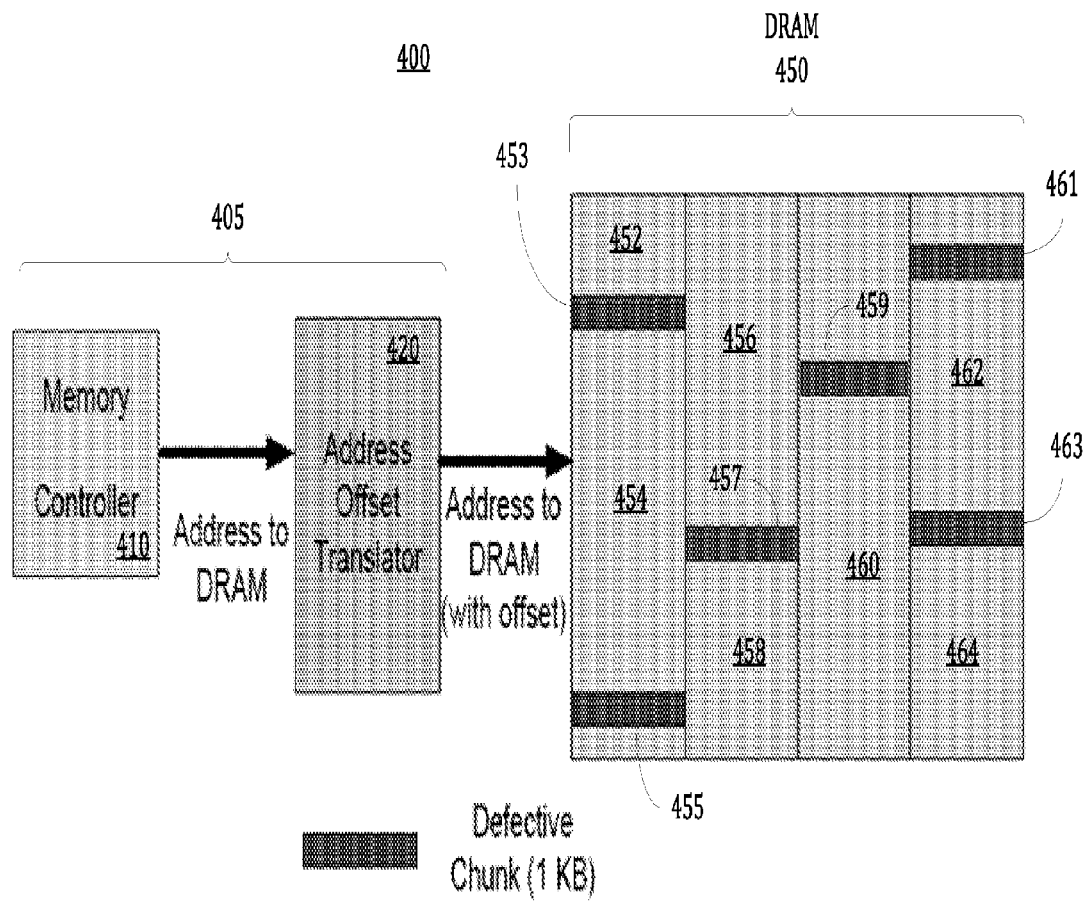 400
DRAM
450
453
461
405
452
459
456
462
420
Memory
Controller
410
Address to
DRAM
Address
Offset
Translator
Address to
DRAM
(with offset)
454
457
463
460
458
464
455
Defective
Chunk (1 KB)